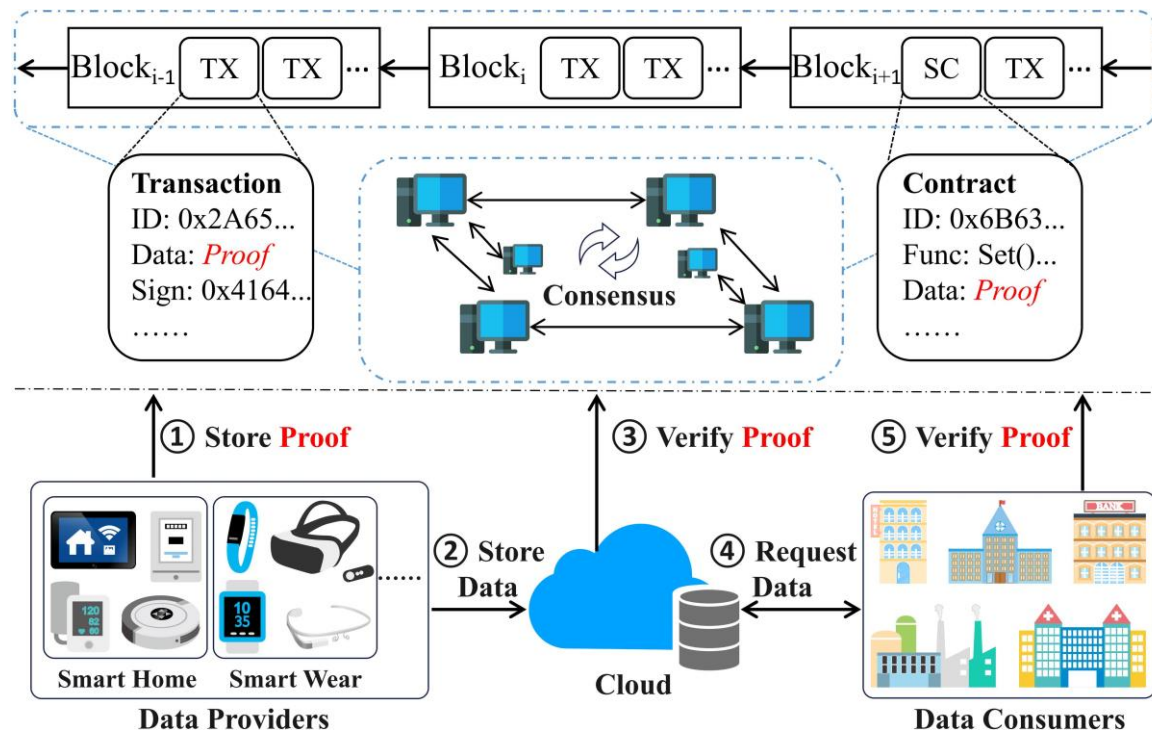 Block_{i-1} TX TX ...
Block_i TX TX ...
Block_{i+1} SC TX ...
Transaction
ID: 0x2A65...
Data: Proof
Sign: 0x4164...
……
Consensus
Contract
ID: 0x6B63...
Func: Set()...
Data: Proof
……
① Store Proof
③ Verify Proof
⑤ Verify Proof
120
82
60
10
35
......
Smart Home
Smart Wear
Data Providers
② Store
Data
Cloud
④ Request
Data
BANK
Data Consumers